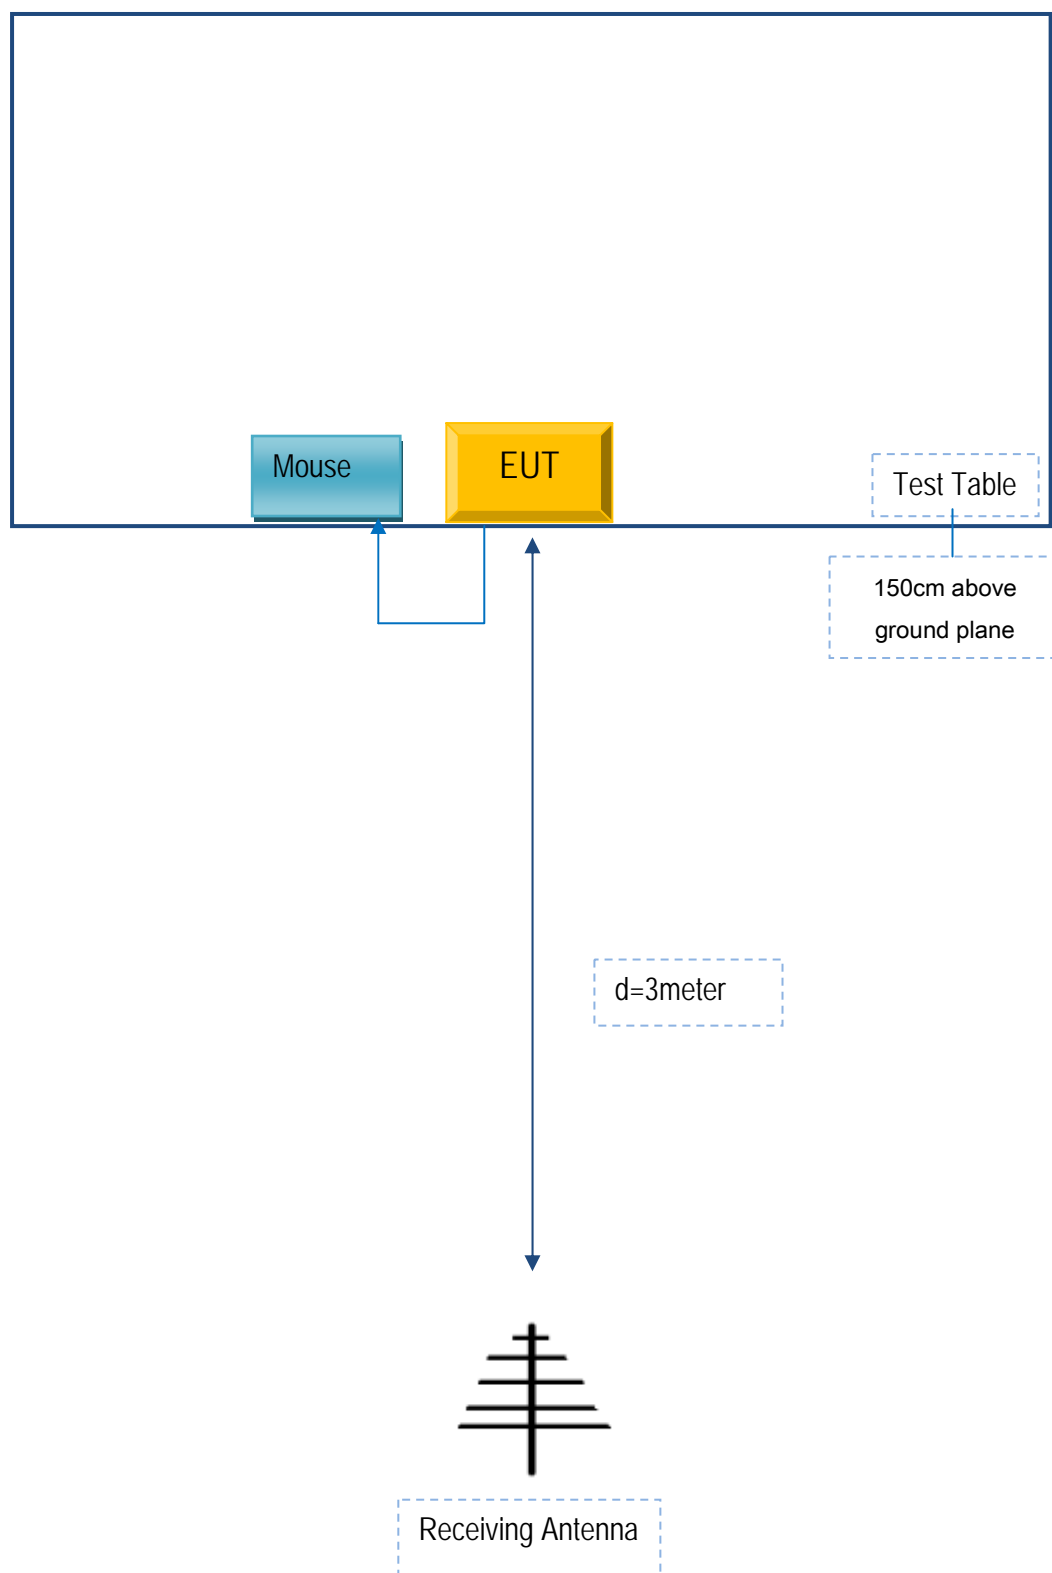 Mouse
EUT
Test Table
150cm above
ground plane
d=3meter
Receiving Antenna